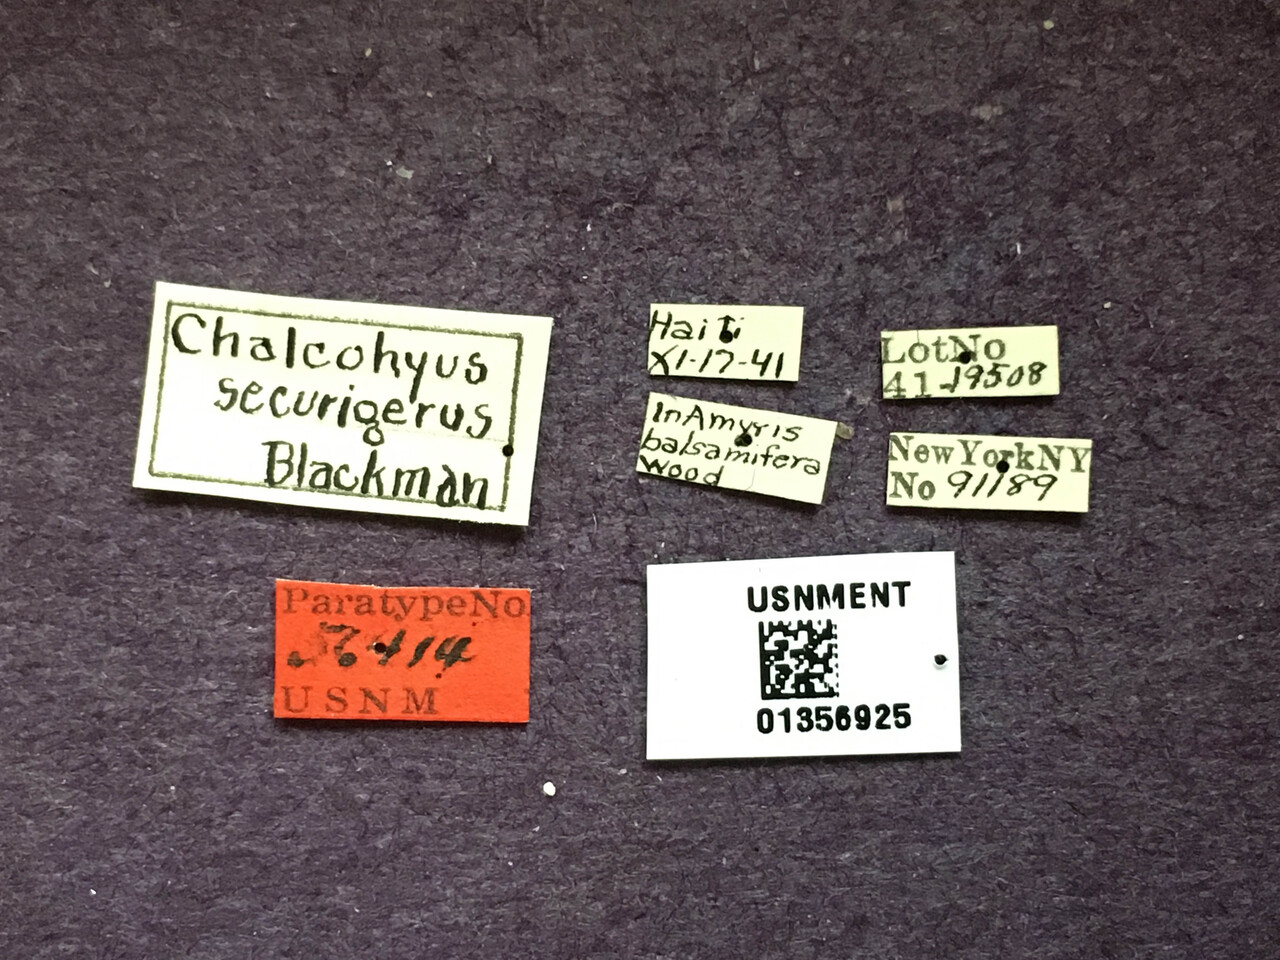 Chalcohyus
securigerus
Blackman
Haiti
XI-17-41
InAmyris
balsamifera
wood
LotNo
41-19508
NewYorkNY
No 91189
ParatypeNo
56414
USNM
USNMENT
01356925